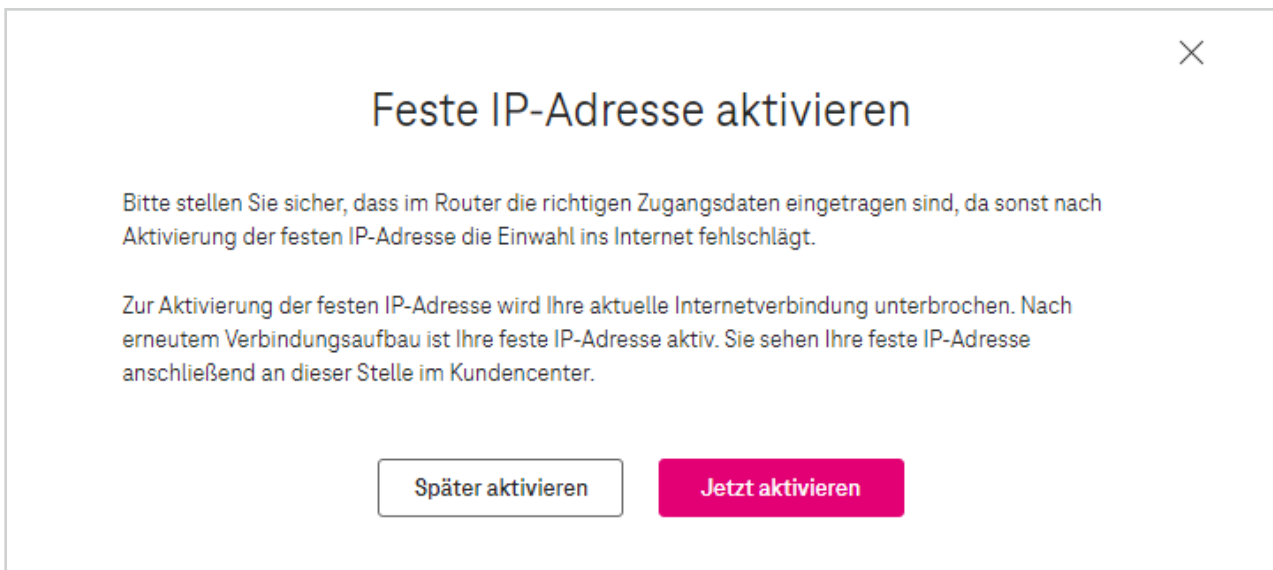 Feste IP-Adresse aktivieren
Bitte stellen Sie sicher, dass im Router die richtigen Zugangsdaten eingetragen sind, da sonst nach
Aktivierung der festen IP-Adresse die Einwahl ins Internet fehlschlägt.
Zur Aktivierung der festen IP-Adresse wird Ihre aktuelle Internetverbindung unterbrochen. Nach
erneutem Verbindungsaufbau ist Ihre feste IP-Adresse aktiv. Sie sehen Ihre feste IP-Adresse
anschließend an dieser Stelle im Kundencenter.
Später aktivieren
Jetzt aktivieren